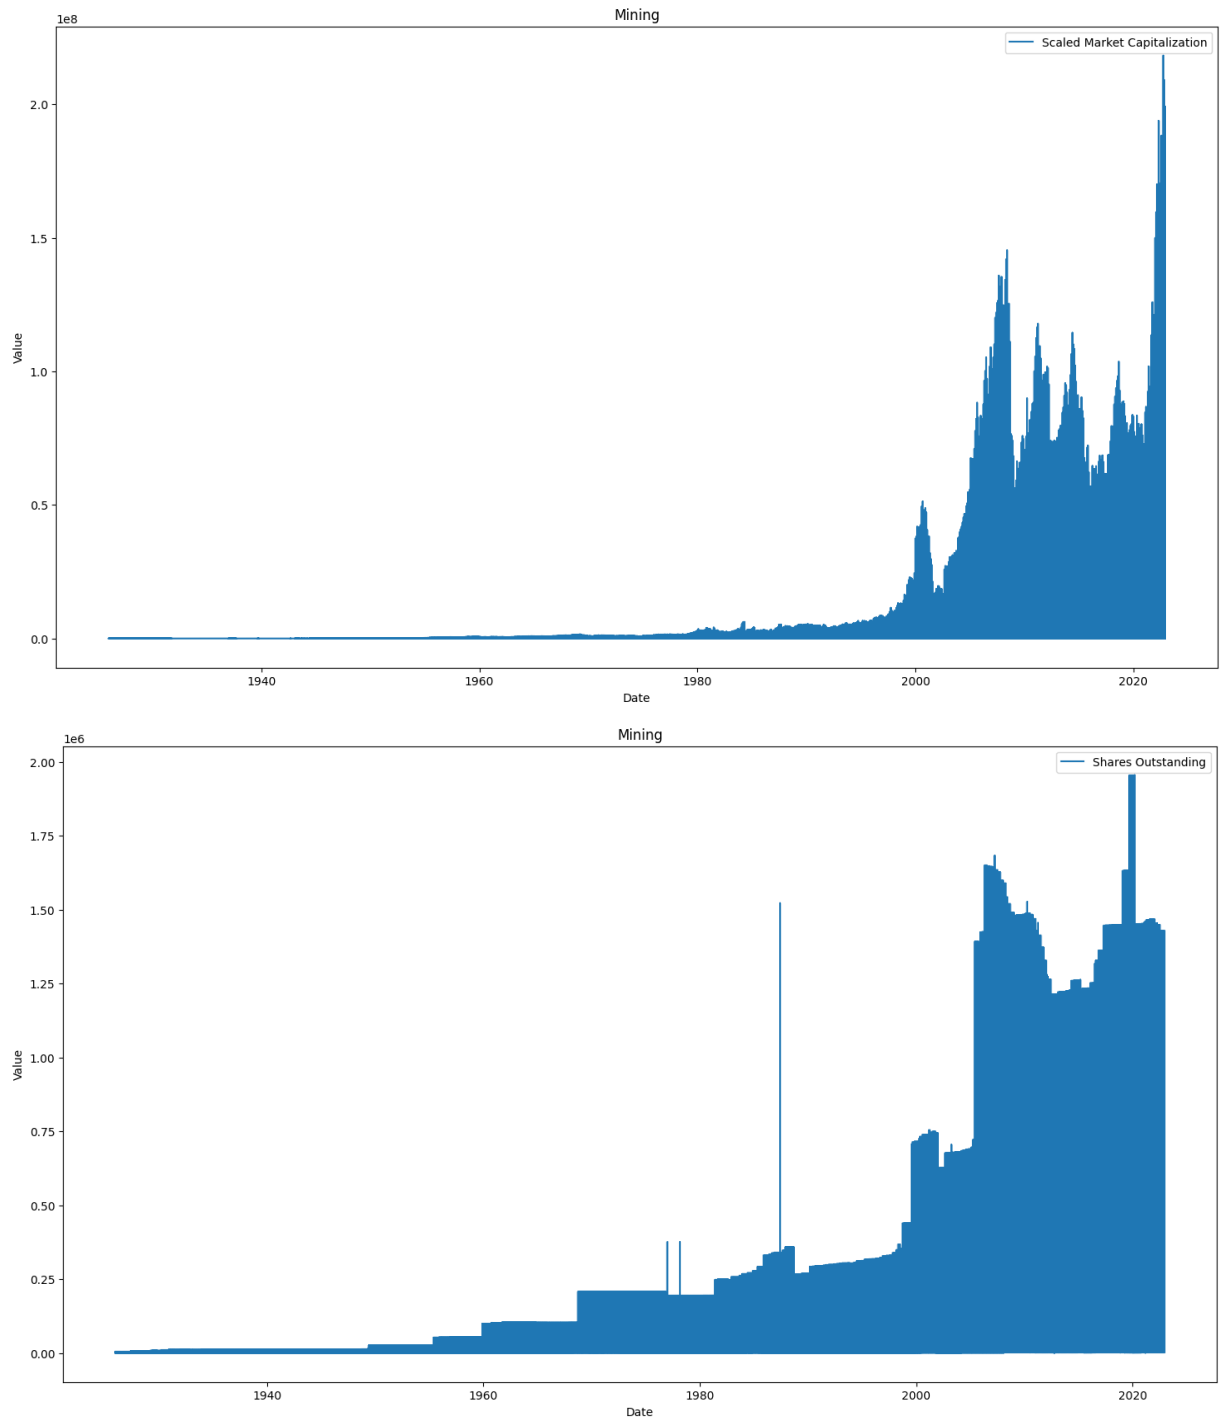 Mining
1e8
Scaled Market Capitalization
2.0
1.5
1.0
0.5
0.0
Value
1940 1960 1980 2000 2020
Date
Mining
1e6
Shares Outstanding
2.00
1.75
1.50
1.25
1.00
0.75
0.50
0.25
0.00
Value
1940 1960 1980 2000 2020
Date